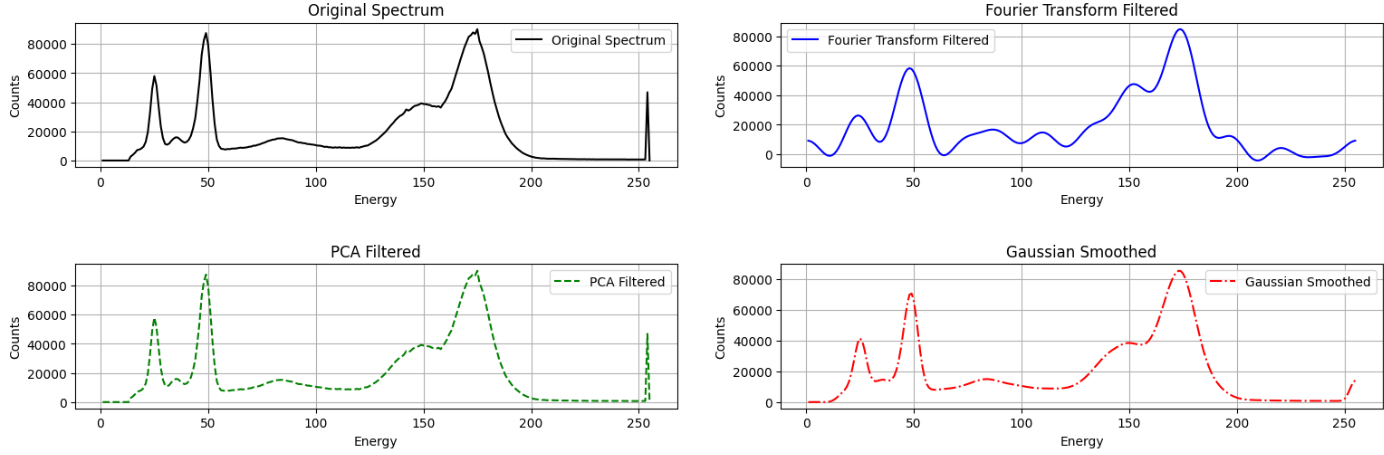 Original Spectrum
80000
60000
40000
20000
0
Counts
Original Spectrum
0 50 100 150 200 250
Energy
Fourier Transform Filtered
80000
60000
40000
20000
0
Counts
Fourier Transform Filtered
0 50 100 150 200 250
Energy
PCA Filtered
80000
60000
40000
20000
0
Counts
PCA Filtered
0 50 100 150 200 250
Energy
Gaussian Smoothed
80000
60000
40000
20000
0
Counts
Gaussian Smoothed
0 50 100 150 200 250
Energy